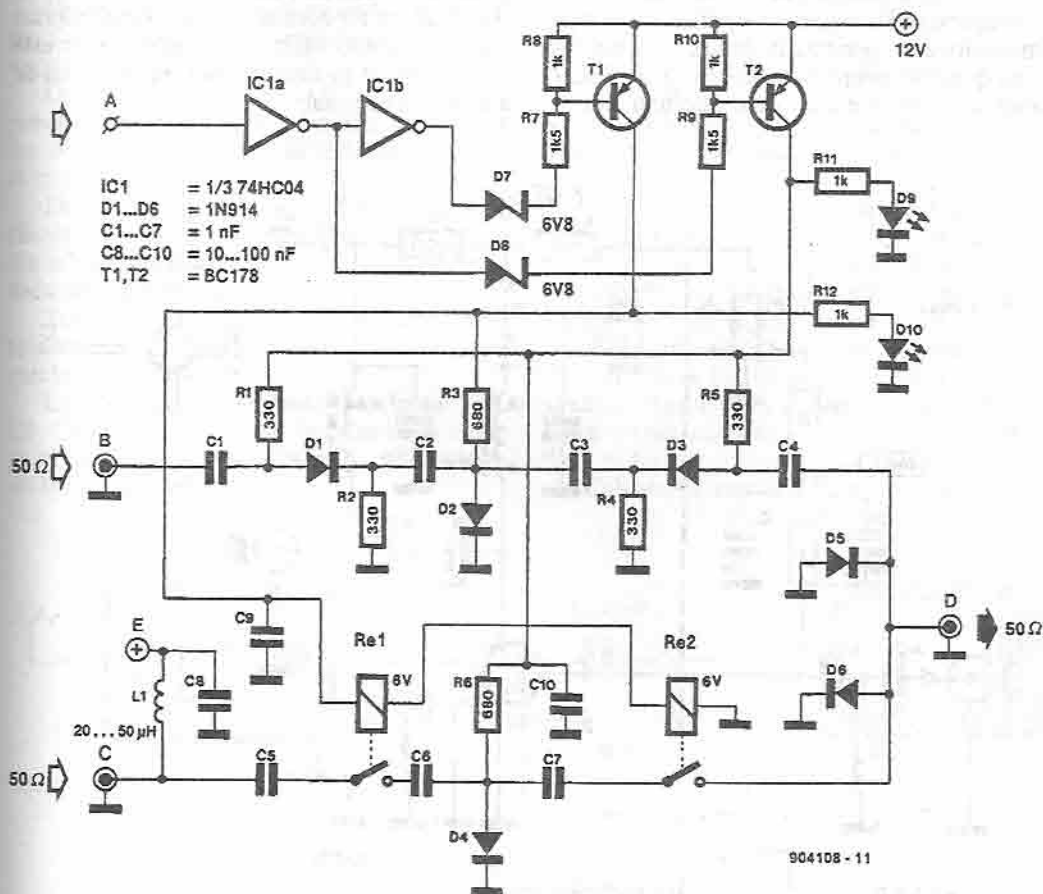 R8
1k
R10
1k
12V
T1
T2
A
IC1a
IC1b
R7
1k5
R9
1k5
R11
1k
D9
D7
6V8
D8
6V8
IC1 = 1/3 74HC04
D1...D6 = 1N914
C1...C7 = 1 nF
C8...C10 = 10...100 nF
T1,T2 = BC178
R12
1k
D10
R1
330
R3
680
R5
330
B
50 Ω
C1
D1
C2
C3
D3
C4
R2
330
D2
R4
330
D5
D
50 Ω
C9
Re1
Re2
E
L1
C8
6V
R6
680
C10
6V
D6
20...50 µH
50 Ω
C
C5
C6
C7
D4
904108 - 11